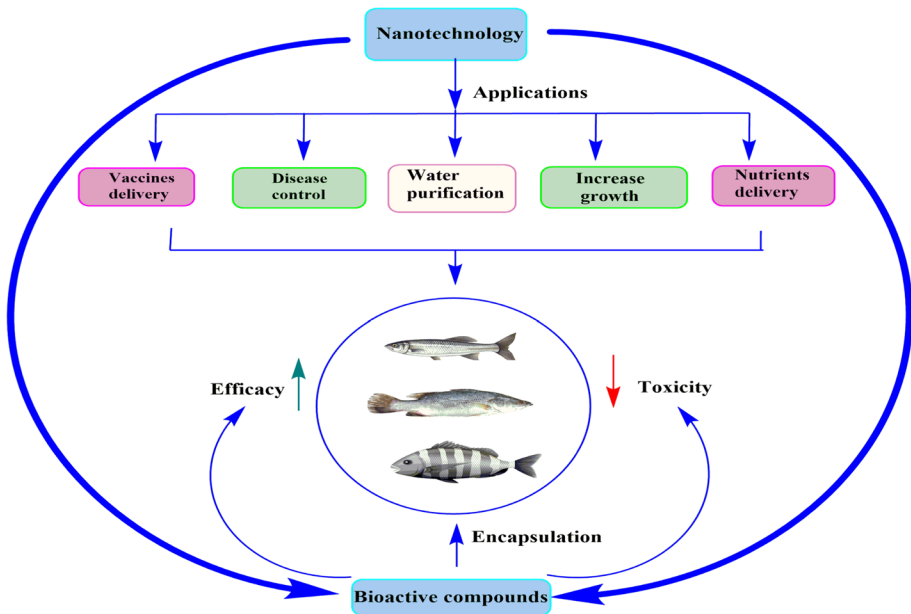 Nanotechnology
Applications
Vaccines
delivery
Disease
control
Water
purification
Increase
growth
Nutrients
delivery
Efficacy
Toxicity
Encapsulation
Bioactive compounds